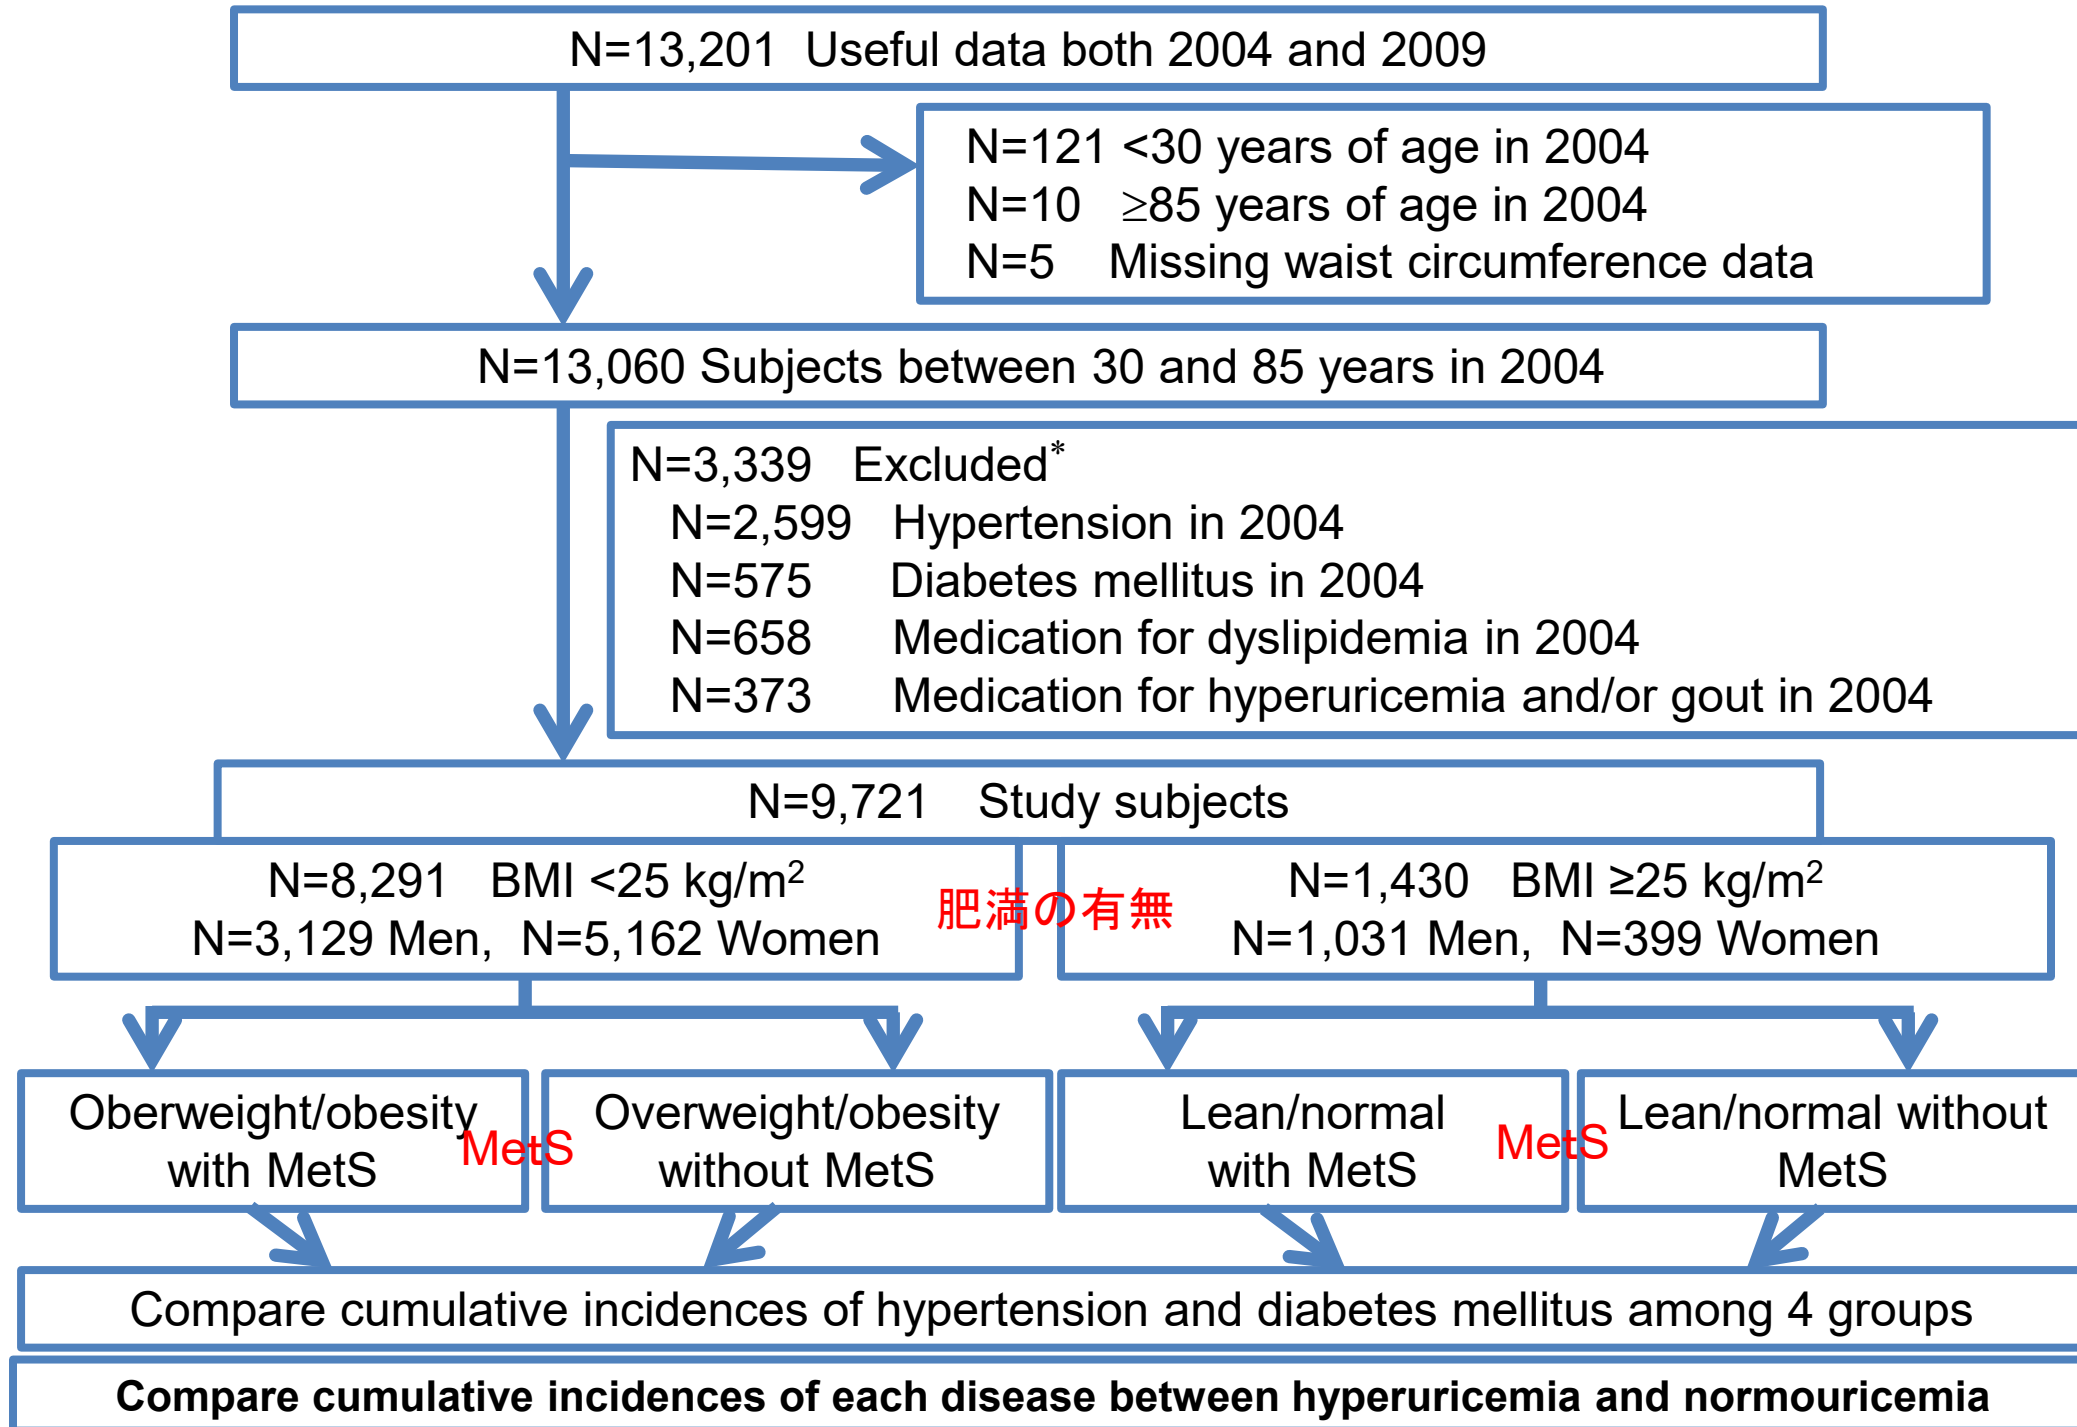 N=13,201 Useful data both 2004 and 2009
N=121 <30 years of age in 2004
N=10 ≥85 years of age in 2004
N=5 Missing waist circumference data
N=13,060 Subjects between 30 and 85 years in 2004
N=3,339 Excluded*
N=2,599 Hypertension in 2004
N=575 Diabetes mellitus in 2004
N=658 Medication for dyslipidemia in 2004
N=373 Medication for hyperuricemia and/or gout in 2004
N=9,721 Study subjects
N=8,291 BMI <25 kg/m²
N=3,129 Men, N=5,162 Women
肥満の有無
N=1,430 BMI ≥25 kg/m²
N=1,031 Men, N=399 Women
Oberweight/obesity
with MetS
MetS
Overweight/obesity
without MetS
Lean/normal
with MetS
MetS
Lean/normal without
MetS
Compare cumulative incidences of hypertension and diabetes mellitus among 4 groups
Compare cumulative incidences of each disease between hyperuricemia and normouricemia